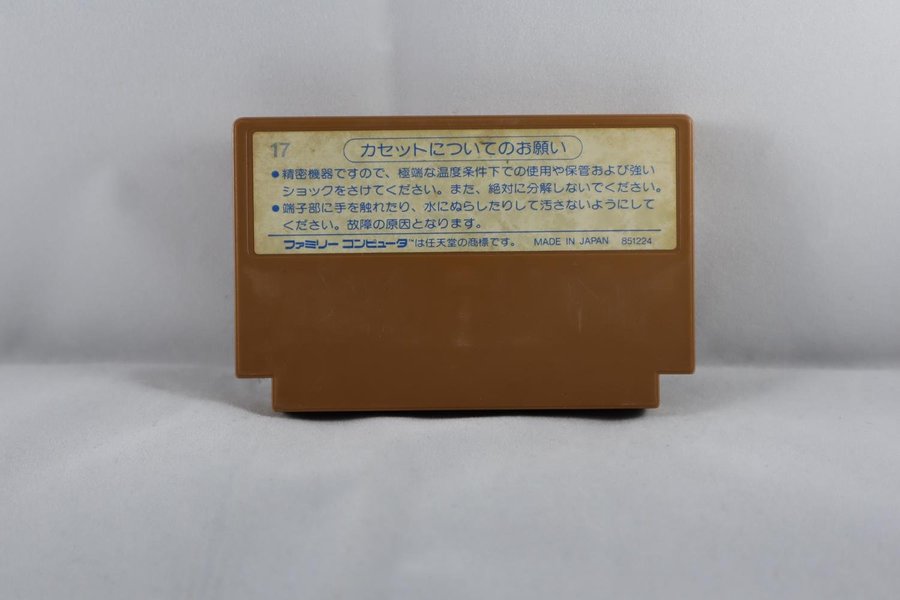 17
カセットについてのお願い
●精密機器ですので、極端な温度条件下での使用や保管および強い
ショックをさけてください。また、絶対に分解しないでください。
●端子部に手を触れたり、水にぬらしたりして汚さないようにして
ください。故障の原因となります。
ファミリー コンピュータ™は任天堂の商標です。 MADE IN JAPAN 851224